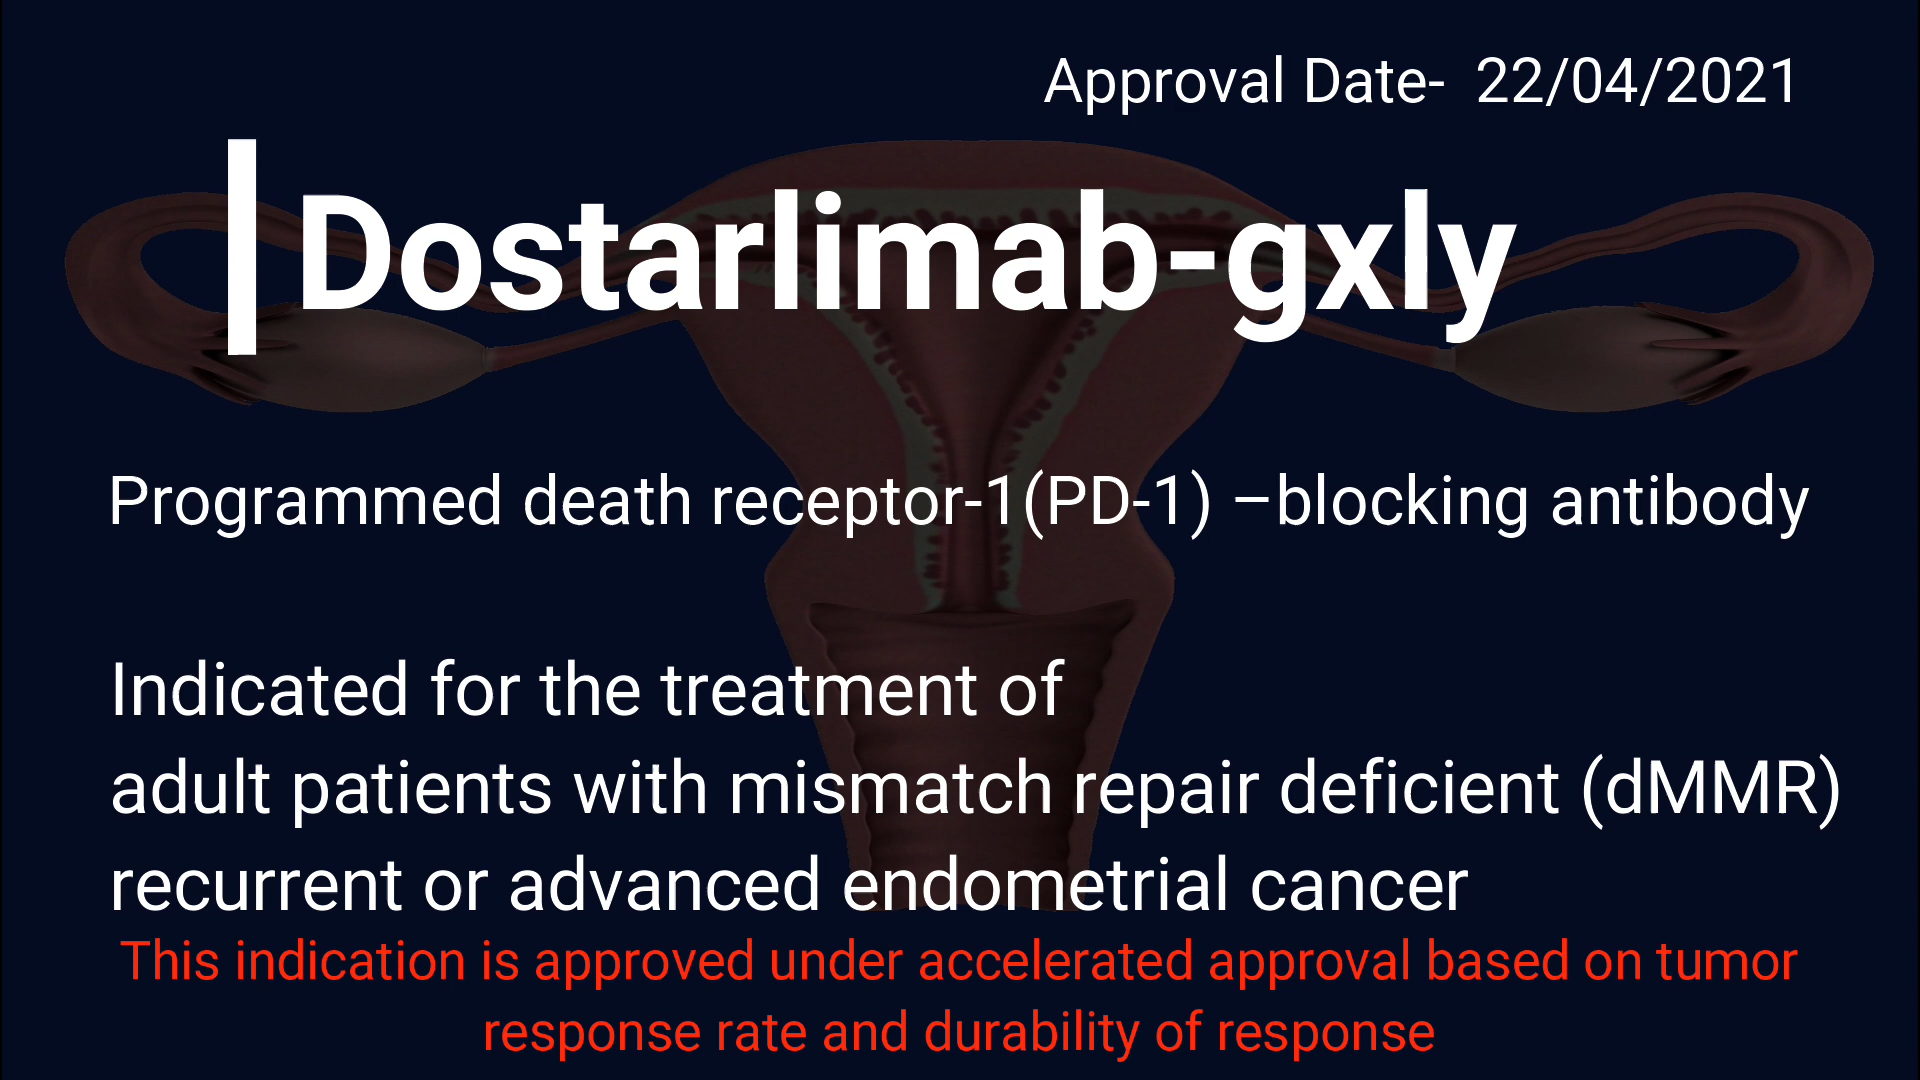 Approval Date- 22/04/2021
Dostarlimab-gxly
Programmed death receptor-1(PD-1) –blocking antibody
Indicated for the treatment of
adult patients with mismatch repair deficient (dMMR)
recurrent or advanced endometrial cancer
This indication is approved under accelerated approval based on tumor
response rate and durability of response